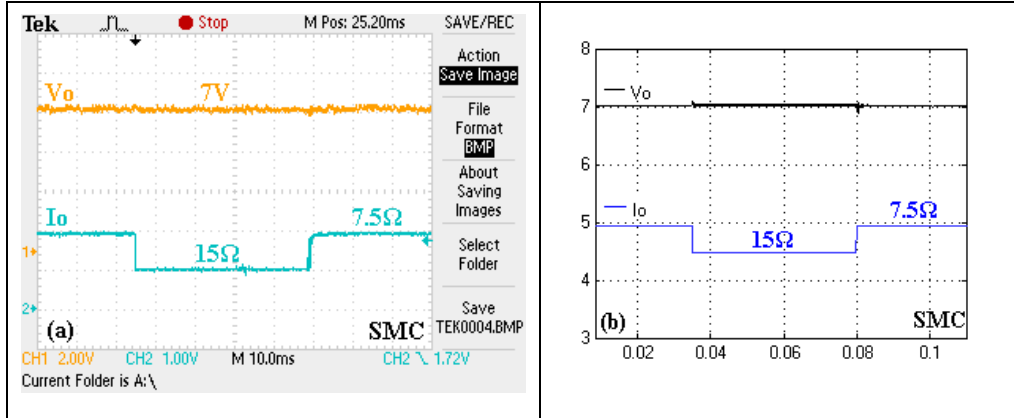 Tek Stop M Pos: 25.20ms SAVE/REC
Action
Save Image
Vo 7V
File
Format
BMP
About
Saving
Images
Io 7.5Ω
15Ω
Select
Folder
1
2
Save
TEK0004.BMP
(a) SMC
CH1 2.00V CH2 1.00V M 10.0ms CH2 1.72V
Current Folder is A:\
8
7
6
5
4
3
Vo
Io
7.5Ω
15Ω
(b) SMC
0.02 0.04 0.06 0.08 0.1